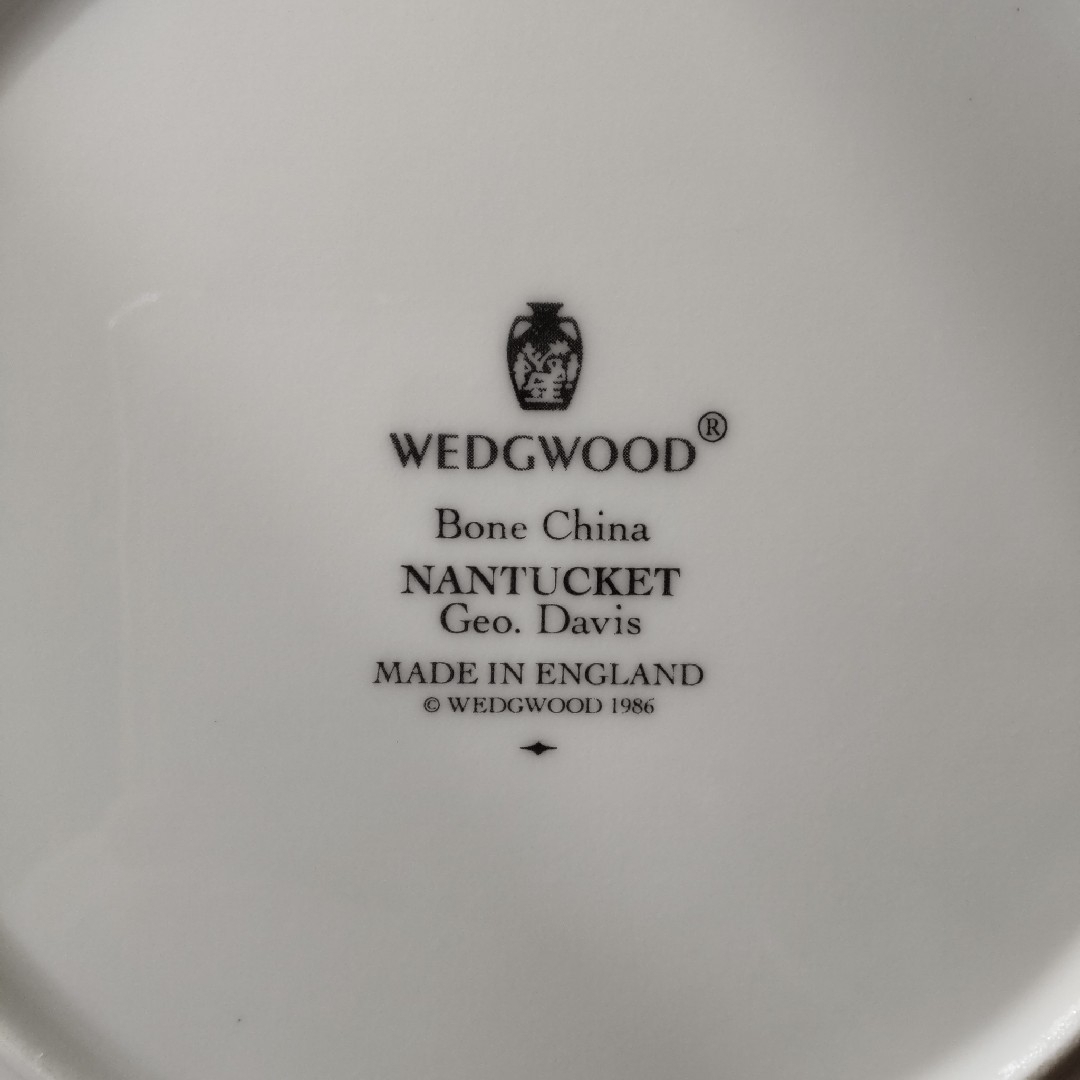 WEDGWOOD®
Bone China
NANTUCKET
Geo. Davis
MADE IN ENGLAND
© WEDGWOOD 1986